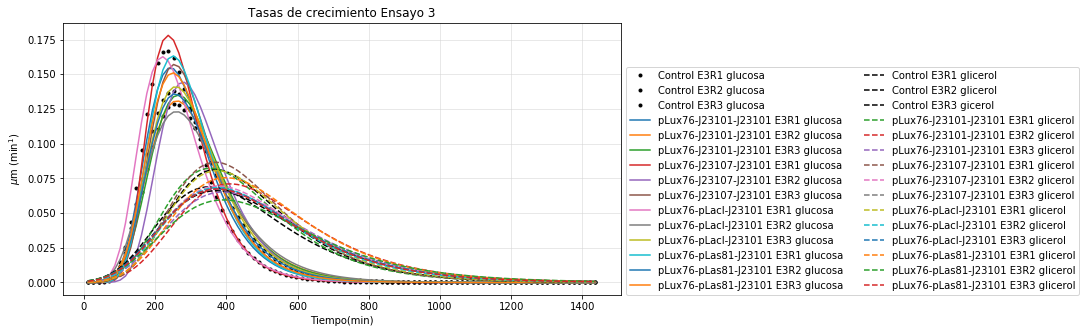 Tasas de crecimiento Ensayo 3
μm (min¹)
0.175
0.150
0.125
0.100
0.075
0.050
0.025
0.000
0
200
400
600
800
1000
1200
1400
Tiempo(min)
Control E3R1 glucosa
Control E3R2 glucosa
Control E3R3 glucosa
pLux76-J23101-J23101 E3R1 glucosa
pLux76-J23101-J23101 E3R2 glucosa
pLux76-J23101-J23101 E3R3 glucosa
pLux76-J23107-J23101 E3R1 glucosa
pLux76-J23107-J23101 E3R2 glucosa
pLux76-J23107-J23101 E3R3 glucosa
pLux76-pLacI-J23101 E3R1 glucosa
pLux76-pLacI-J23101 E3R2 glucosa
pLux76-pLacI-J23101 E3R3 glucosa
pLux76-pLas81-J23101 E3R1 glucosa
pLux76-pLas81-J23101 E3R2 glucosa
pLux76-pLas81-J23101 E3R3 glucosa
Control E3R1 glicerol
Control E3R2 glicerol
Control E3R3 gicerol
pLux76-J23101-J23101 E3R1 glicerol
pLux76-J23101-J23101 E3R2 glicerol
pLux76-J23101-J23101 E3R3 glicerol
pLux76-J23107-J23101 E3R1 glicerol
pLux76-J23107-J23101 E3R2 glicerol
pLux76-J23107-J23101 E3R3 glicerol
pLux76-pLacI-J23101 E3R1 glicerol
pLux76-pLacI-J23101 E3R2 glicerol
pLux76-pLacI-J23101 E3R3 glicerol
pLux76-pLas81-J23101 E3R1 glicerol
pLux76-pLas81-J23101 E3R2 glicerol
pLux76-pLas81-J23101 E3R3 glicerol